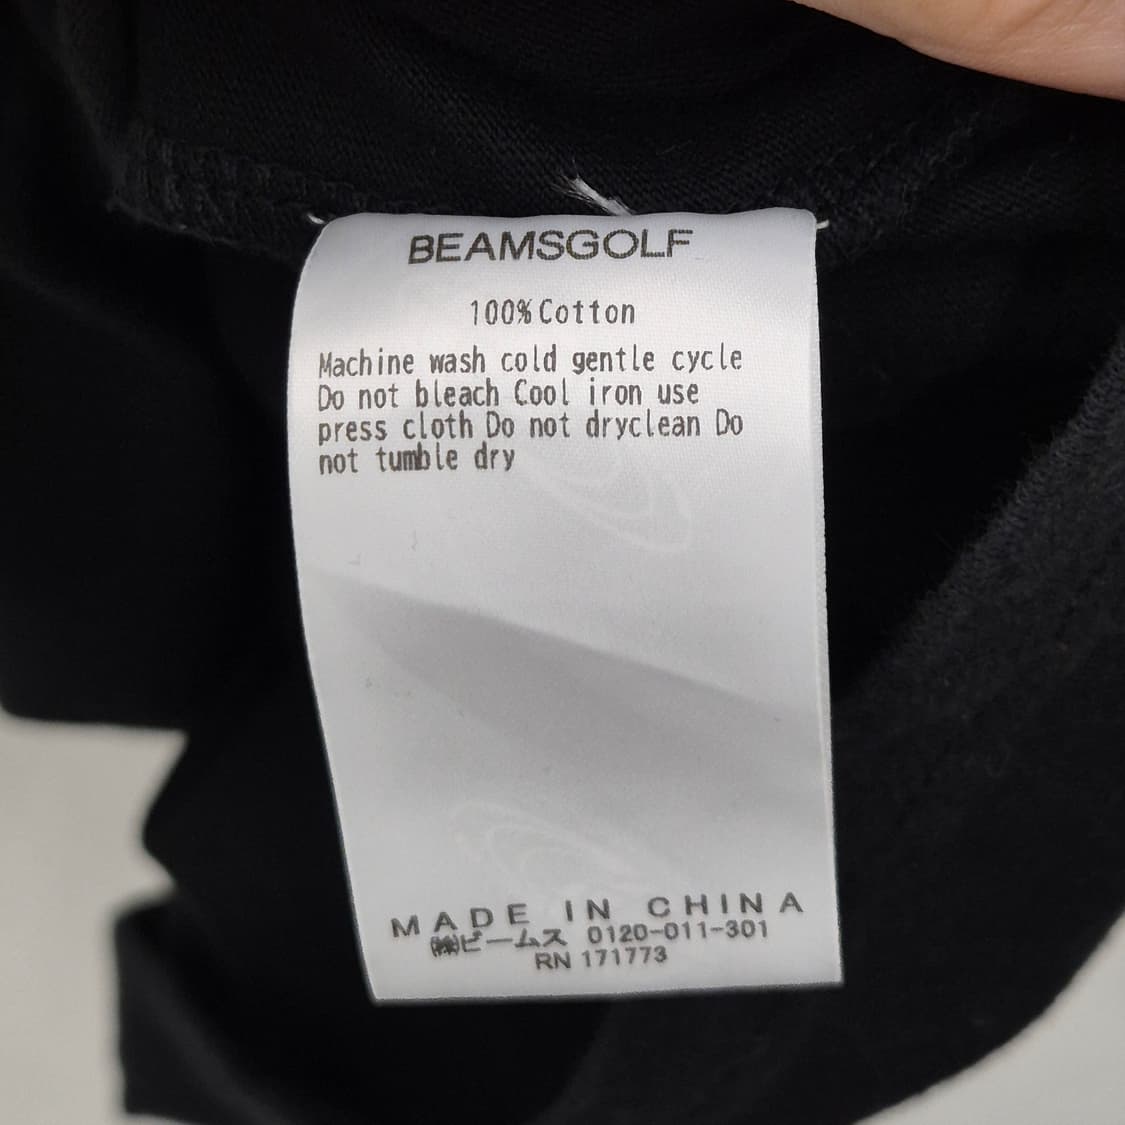 BEAMSGOLF
100%Cotton
Machine wash cold gentle cycle
Do not bleach Cool iron use
press cloth Do not dryclean Do
not tumble dry
MADE IN CHINA
㈱ビームス 0120-011-301
RN 171773